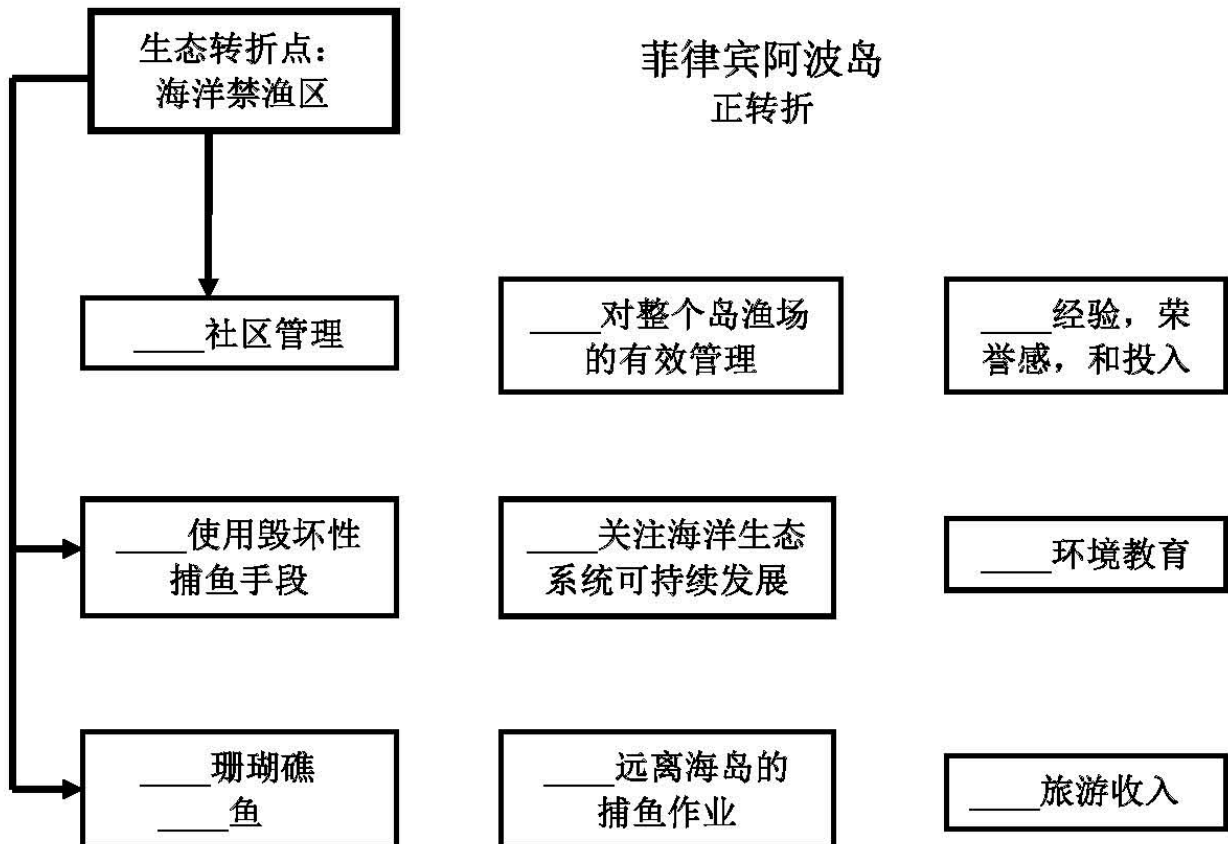 生态转折点：
海洋禁渔区
菲律宾阿波岛
正转折
____社区管理
____对整个岛渔场
的有效管理
____经验，荣
誉感，和投入
____使用毁坏性
捕鱼手段
____关注海洋生态
系统可持续发展
____环境教育
____珊瑚礁
____鱼
____远离海岛的
捕鱼作业
____旅游收入